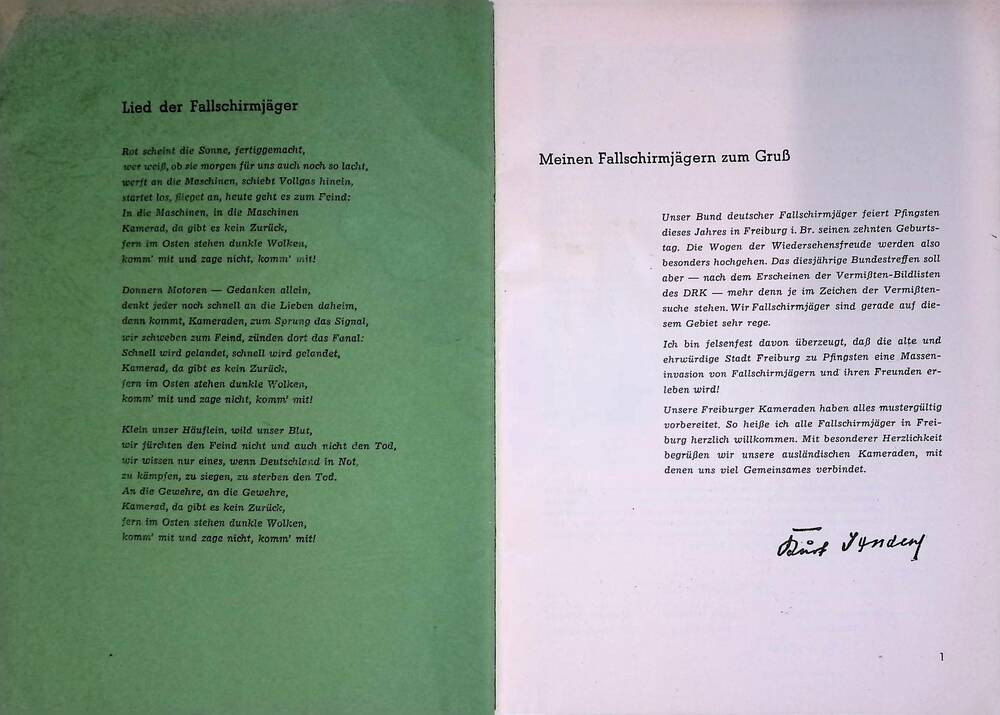 Lied der Fallschirmjäger
Rot scheint die Sonne, fertiggemacht,
wer weiß, ob sie morgen für uns auch noch so lacht,
werft an die Maschinen, schiebt Vollgas hinein,
startet los, flieget an, heute geht es zum Feind:
In die Maschinen, in die Maschinen
Kamerad, da gibt es kein Zurück,
fern im Osten stehen dunkle Wolken,
komm' mit und zage nicht, komm' mit!
Donnern Motoren — Gedanken allein,
denkt jeder noch schnell an die Lieben daheim,
dann kommt, Kameraden, zum Sprung das Signal,
wir schweben zum Feind, zünden dort das Fanal:
Schnell wird gelandet, schnell wird gelandet,
Kamerad, da gibt es kein Zurück,
fern im Osten stehen dunkle Wolken,
komm' mit und zage nicht, komm' mit!
Klein unser Häuflein, wild unser Blut,
wir fürchten den Feind nicht und auch nicht den Tod,
wir wissen nur eines, wenn Deutschland in Not,
zu kämpfen, zu siegen, zu sterben den Tod.
An die Gewehre, an die Gewehre,
Kamerad, da gibt es kein Zurück,
fern im Osten stehen dunkle Wolken,
komm' mit und zage nicht, komm' mit!
Meinen Fallschirmjägern zum Gruß
Unser Bund deutscher Fallschirmjäger feiert Pfingsten
dieses Jahres in Freiburg i. Br. seinen zehnten Geburts-
tag. Die Wogen der Wiedersehensfreude werden also
besonders hochgehen. Das diesjährige Bundestreffen soll
aber — nach dem Erscheinen der Vermißten-Bildlisten
des DRK — mehr denn je im Zeichen der Vermißten-
suche stehen. Wir Fallschirmjäger sind gerade auf die-
sem Gebiet sehr rege.
Ich bin felsenfest davon überzeugt, daß die alte und
ehrwürdige Stadt Freiburg zu Pfingsten eine Massen-
invasion von Fallschirmjägern und ihren Freunden er-
leben wird!
Unsere Freiburger Kameraden haben alles mustergültig
vorbereitet. So heiße ich alle Fallschirmjäger in Frei-
burg herzlich willkommen. Mit besonderer Herzlichkeit
begrüßen wir unsere ausländischen Kameraden, mit
denen uns viel Gemeinsames verbindet.
1